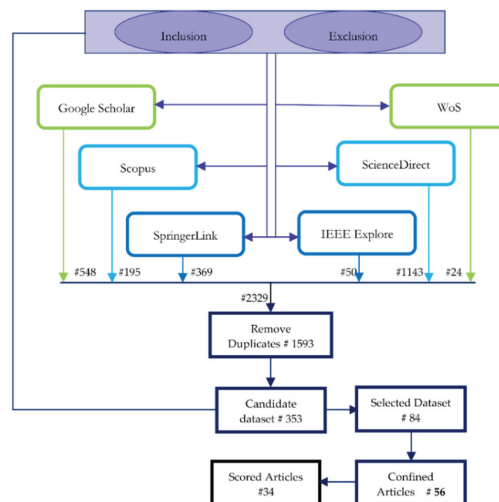 Inclusion
Exclusion
Google Scholar
WoS
Scopus
ScienceDirect
SpringerLink
IEEE Explore
#548
#195
#369
#50
#1143
#24
#2329
Remove
Duplicates # 1593
Candidate
dataset # 353
Selected Dataset
# 84
Scored Articles
#34
Confined
Articles # 56